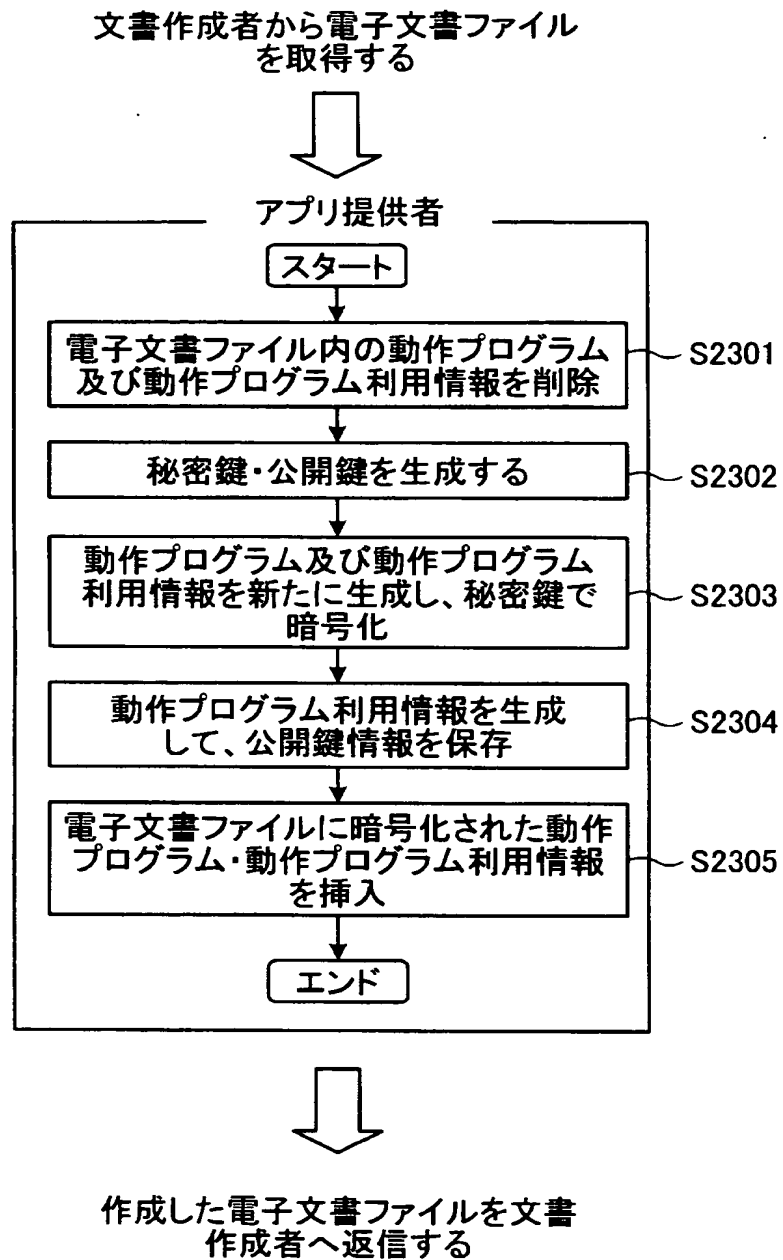 文書作成者から電子文書ファイル
を取得する
アプリ提供者
スタート
電子文書ファイル内の動作プログラム
及び動作プログラム利用情報を削除
S2301
秘密鍵・公開鍵を生成する
S2302
動作プログラム及び動作プログラム
利用情報を新たに生成し、秘密鍵で
暗号化
S2303
動作プログラム利用情報を生成
して、公開鍵情報を保存
S2304
電子文書ファイルに暗号化された動作
プログラム・動作プログラム利用情報
を挿入
S2305
エンド
作成した電子文書ファイルを文書
作成者へ返信する